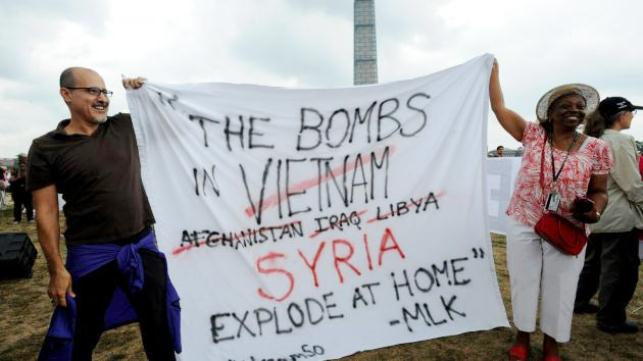 "THE BOMBS
IN VIETNAM
AFGHANISTAN IRAQ LIBYA
SYRIA
EXPLODE AT HOME"
-MLK